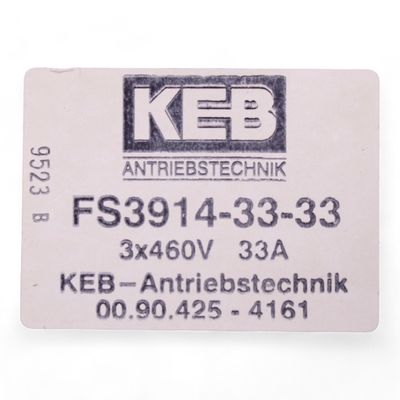 KEB
ANTRIEBSTECHNIK
9523 B
FS3914-33-33
3x460V 33A
KEB-Antriebstechnik
00.90.425 - 4161